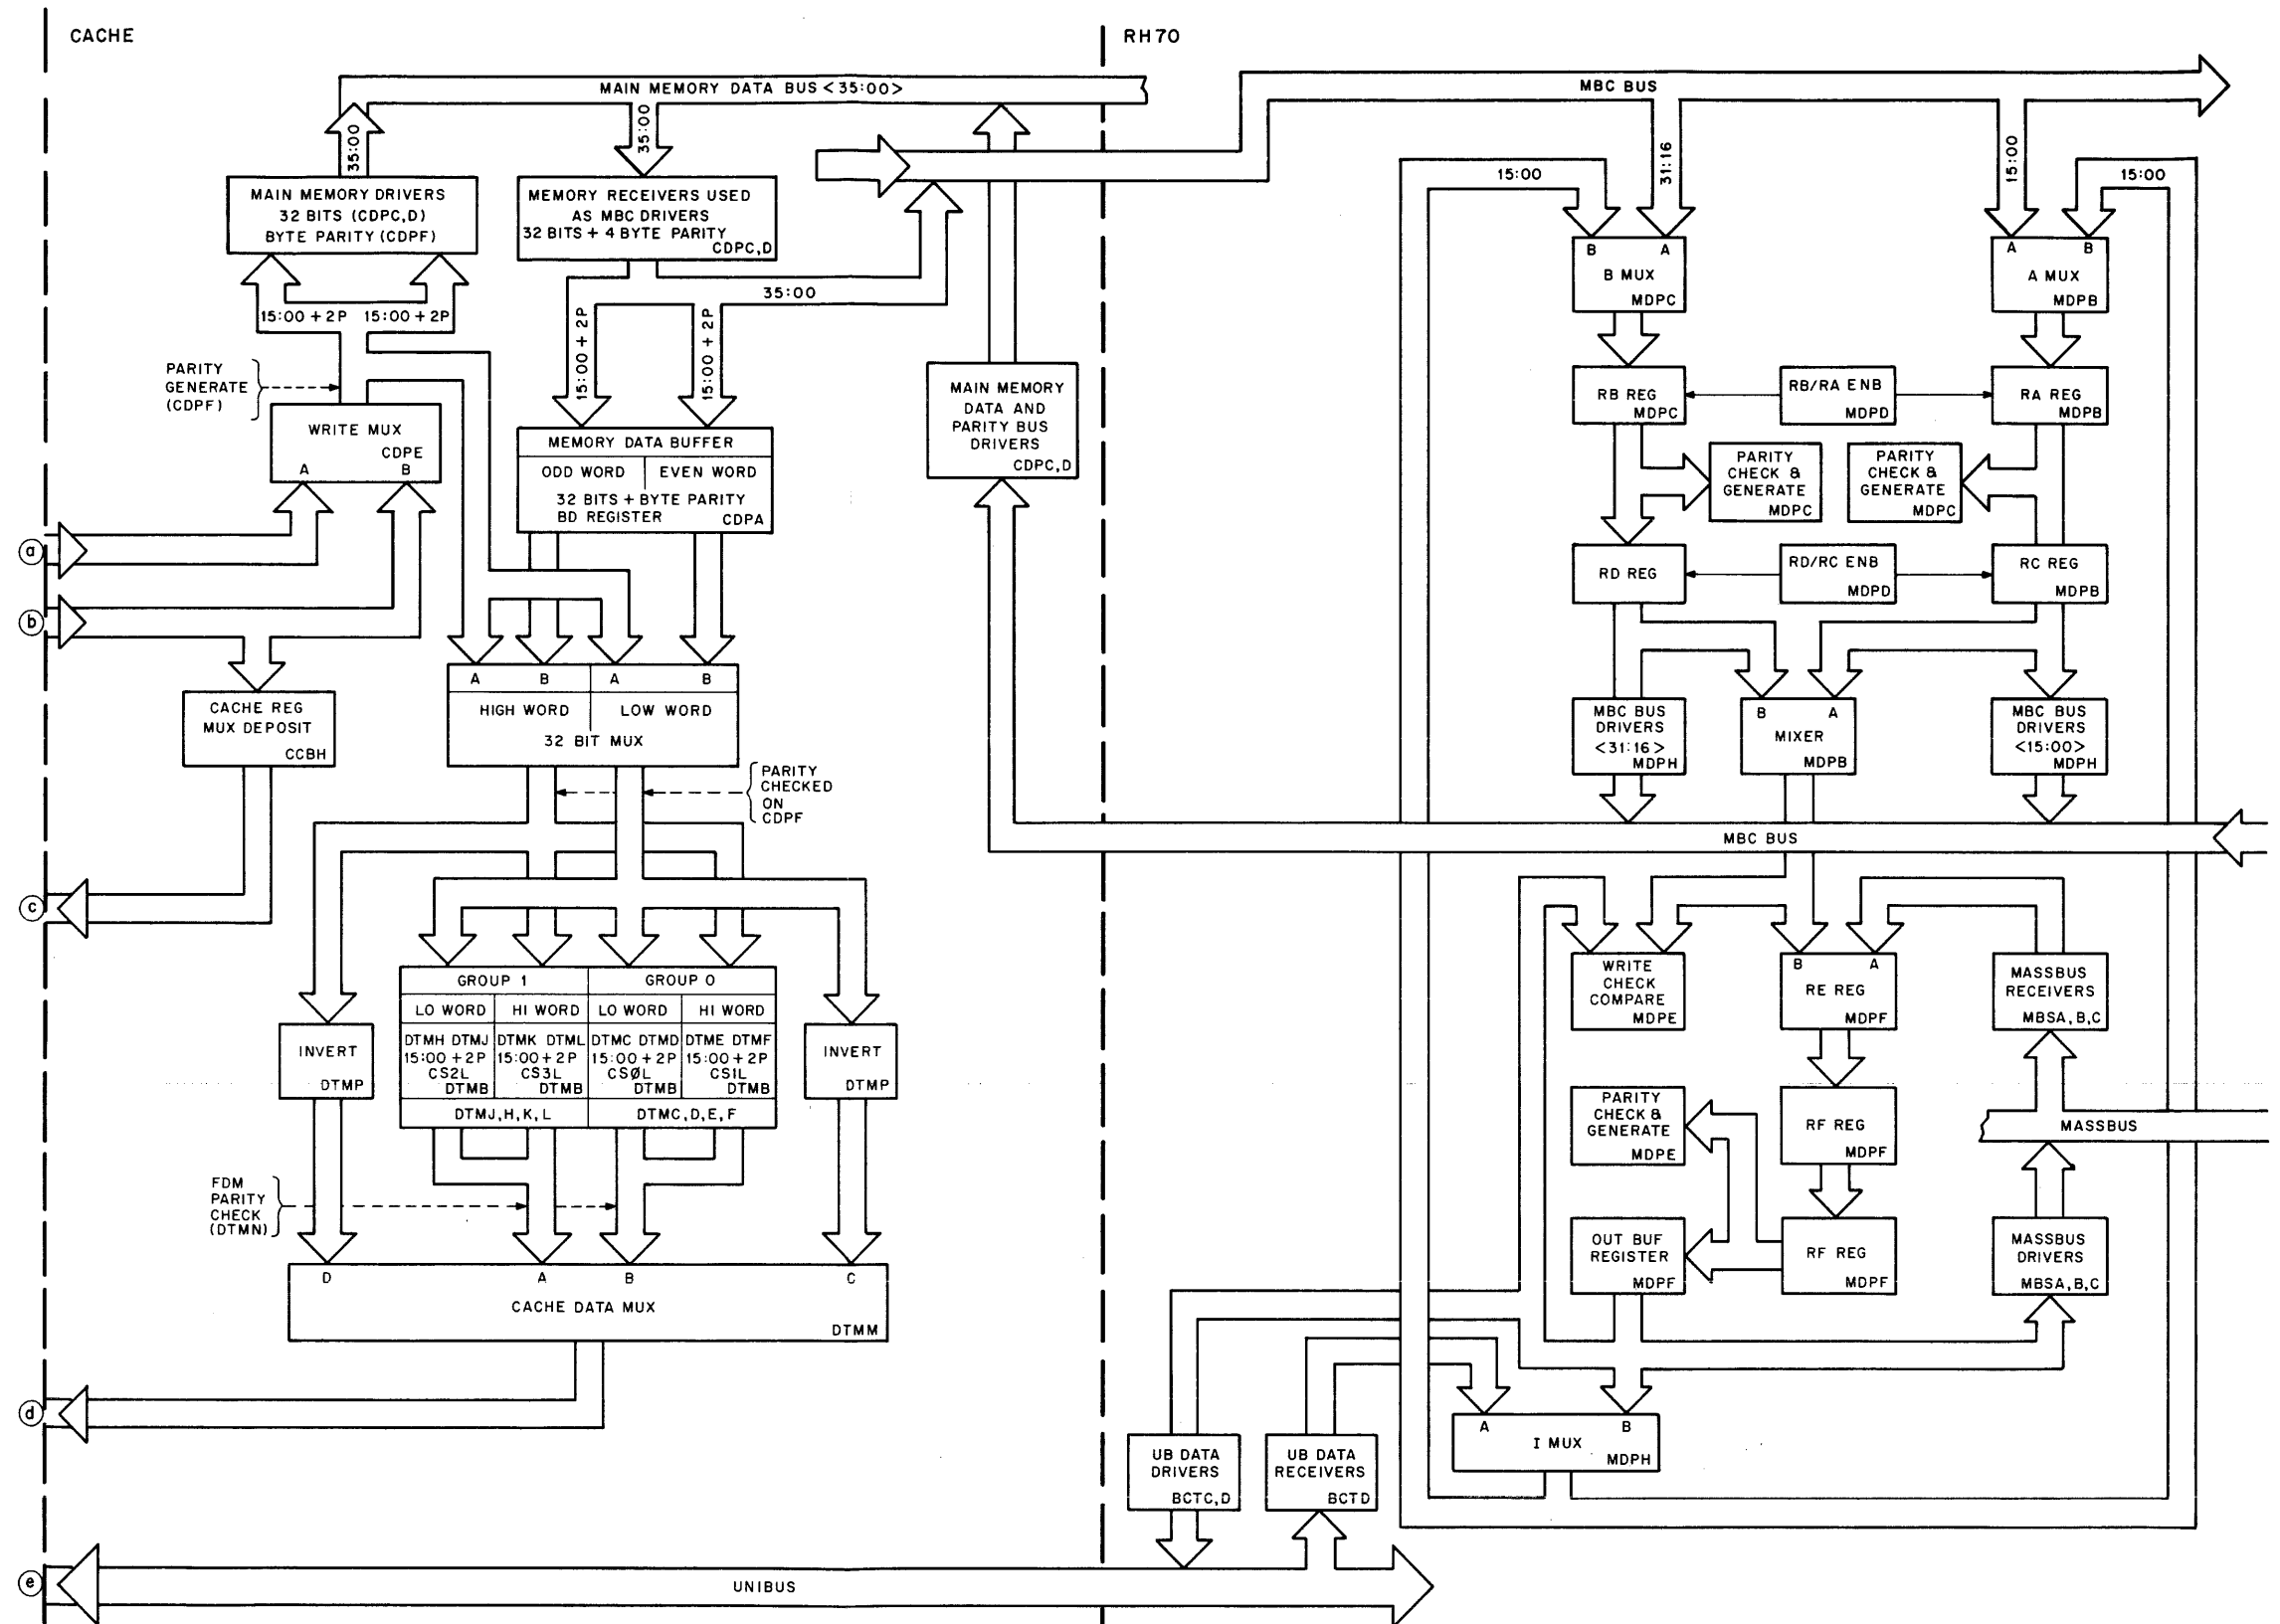 CACHE
RH70
MAIN MEMORY DATA BUS <35:00>
MBC BUS
35:00
35:00
31:16
15:00
15:00
15:00
MAIN MEMORY DRIVERS
32 BITS (CDPC,D)
BYTE PARITY (CDPF)
MEMORY RECEIVERS USED
AS MBC DRIVERS
32 BITS + 4 BYTE PARITY
CDPC,D
B A
B MUX
MDPC
A B
A MUX
MDPB
15:00 + 2P
15:00 + 2P
35:00
15:00 + 2P
15:00 + 2P
PARITY
GENERATE
(CDPF)
WRITE MUX
CDPE
A B
MAIN MEMORY
DATA AND
PARITY BUS
DRIVERS
CDPC,D
RB REG
MDPC
RB/RA ENB
MDPD
RA REG
MDPB
MEMORY DATA BUFFER
ODD WORD
EVEN WORD
32 BITS + BYTE PARITY
BD REGISTER
CDPA
PARITY
CHECK &
GENERATE
MDPC
PARITY
CHECK &
GENERATE
MDPC
a
b
RD REG
RD/RC ENB
MDPD
RC REG
MDPB
A B A B
HIGH WORD
LOW WORD
32 BIT MUX
CACHE REG
MUX DEPOSIT
CCBH
MBC BUS
DRIVERS
<31:16>
MDPH
B A
MIXER
MDPB
MBC BUS
DRIVERS
<15:00>
MDPH
PARITY
CHECKED
ON
CDPF
MBC BUS
c
GROUP 1
GROUP 0
LO WORD
HI WORD
LO WORD
HI WORD
DTMH DTMJ
15:00 + 2P
CS2L
DTMB
DTMK DTML
15:00 + 2P
CS3L
DTMB
DTMC DTMD
15:00 + 2P
CSØL
DTMB
DTME DTMF
15:00 + 2P
CS1L
DTMB
DTMJ,H,K,L
DTMC,D,E,F
INVERT
DTMP
INVERT
DTMP
WRITE
CHECK
COMPARE
MDPE
B A
RE REG
MDPF
MASSBUS
RECEIVERS
MBSA,B,C
PARITY
CHECK &
GENERATE
MDPE
RF REG
MDPF
MASSBUS
FDM
PARITY
CHECK
(DTMN)
OUT BUF
REGISTER
MDPF
RF REG
MDPF
MASSBUS
DRIVERS
MBSA,B,C
D A B C
CACHE DATA MUX
DTMM
d
A B
I MUX
MDPH
UB DATA
DRIVERS
BCTC,D
UB DATA
RECEIVERS
BCTD
e
UNIBUS